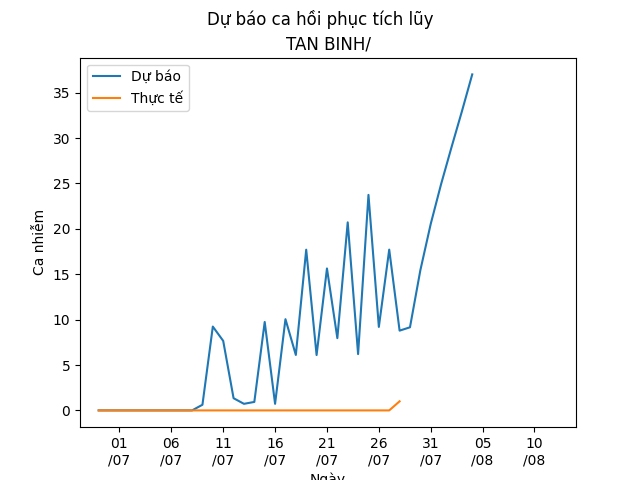 Dự báo ca hồi phục tích lũy
TAN BINH/
Dự báo
Thực tế
Ca nhiễm
35
30
25
20
15
10
5
0
01 06 11 16 21 26 31 05 10
/07 /07 /07 /07 /07 /07 /07 /08 /08
Ngày